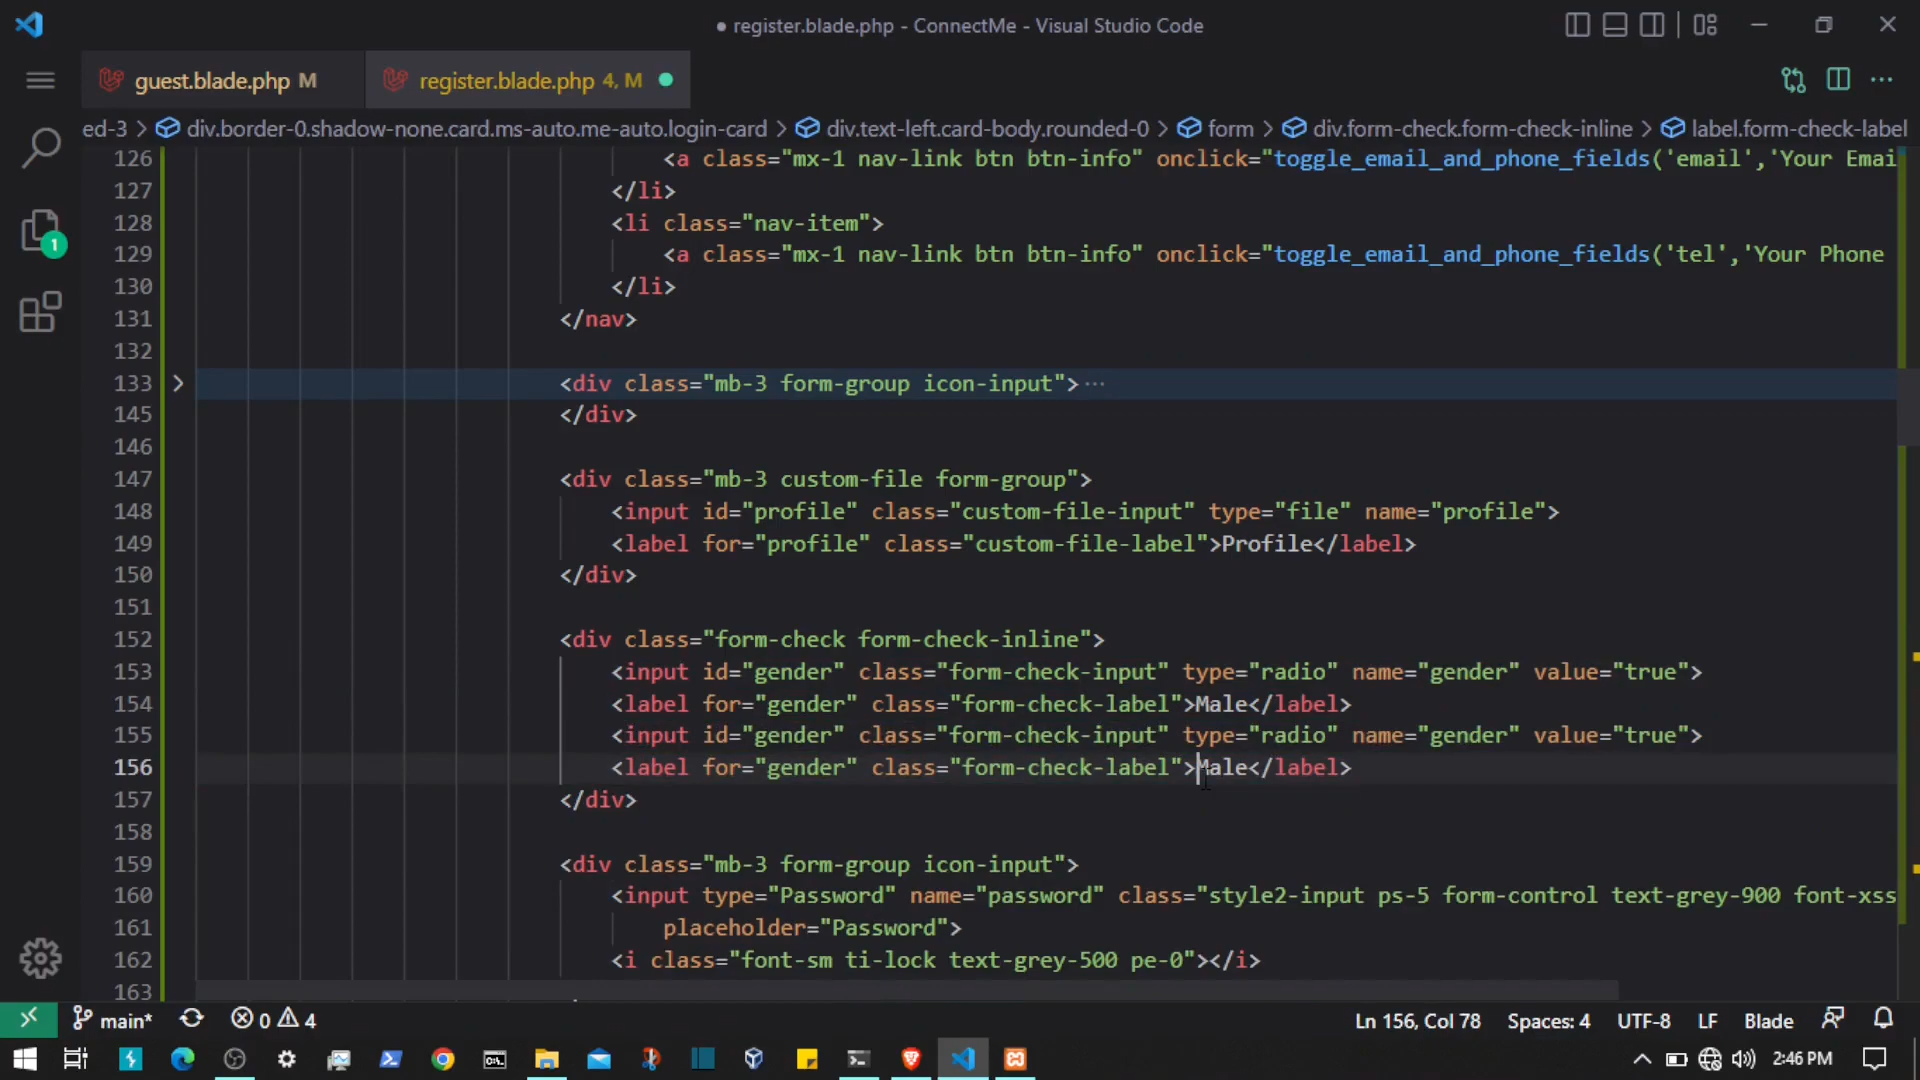 ● register.blade.php - ConnectMe - Visual Studio Code
guest.blade.php M
register.blade.php 4, M
ed-3 > div.border-0.shadow-none.card.ms-auto.me-auto.login-card > div.text-left.card-body.rounded-0 > form > div.form-check.form-check-inline > label.form-check-label
126 <a class="mx-1 nav-link btn btn-info" onclick="toggle_email_and_phone_fields('email','Your Emai
127 </li>
128 <li class="nav-item">
129 <a class="mx-1 nav-link btn btn-info" onclick="toggle_email_and_phone_fields('tel','Your Phone
130 </li>
131 </nav>
132
133 <div class="mb-3 form-group icon-input">···
145 </div>
146
147 <div class="mb-3 custom-file form-group">
148 <input id="profile" class="custom-file-input" type="file" name="profile">
149 <label for="profile" class="custom-file-label">Profile</label>
150 </div>
151
152 <div class="form-check form-check-inline">
153 <input id="gender" class="form-check-input" type="radio" name="gender" value="true">
154 <label for="gender" class="form-check-label">Male</label>
155 <input id="gender" class="form-check-input" type="radio" name="gender" value="true">
156 <label for="gender" class="form-check-label">Male</label>
157 </div>
158
159 <div class="mb-3 form-group icon-input">
160 <input type="Password" name="password" class="style2-input ps-5 form-control text-grey-900 font-xss
161 placeholder="Password">
162 <i class="font-sm ti-lock text-grey-500 pe-0"></i>
163
1
main* 0 4
Ln 156, Col 78 Spaces: 4 UTF-8 LF Blade
2:46 PM